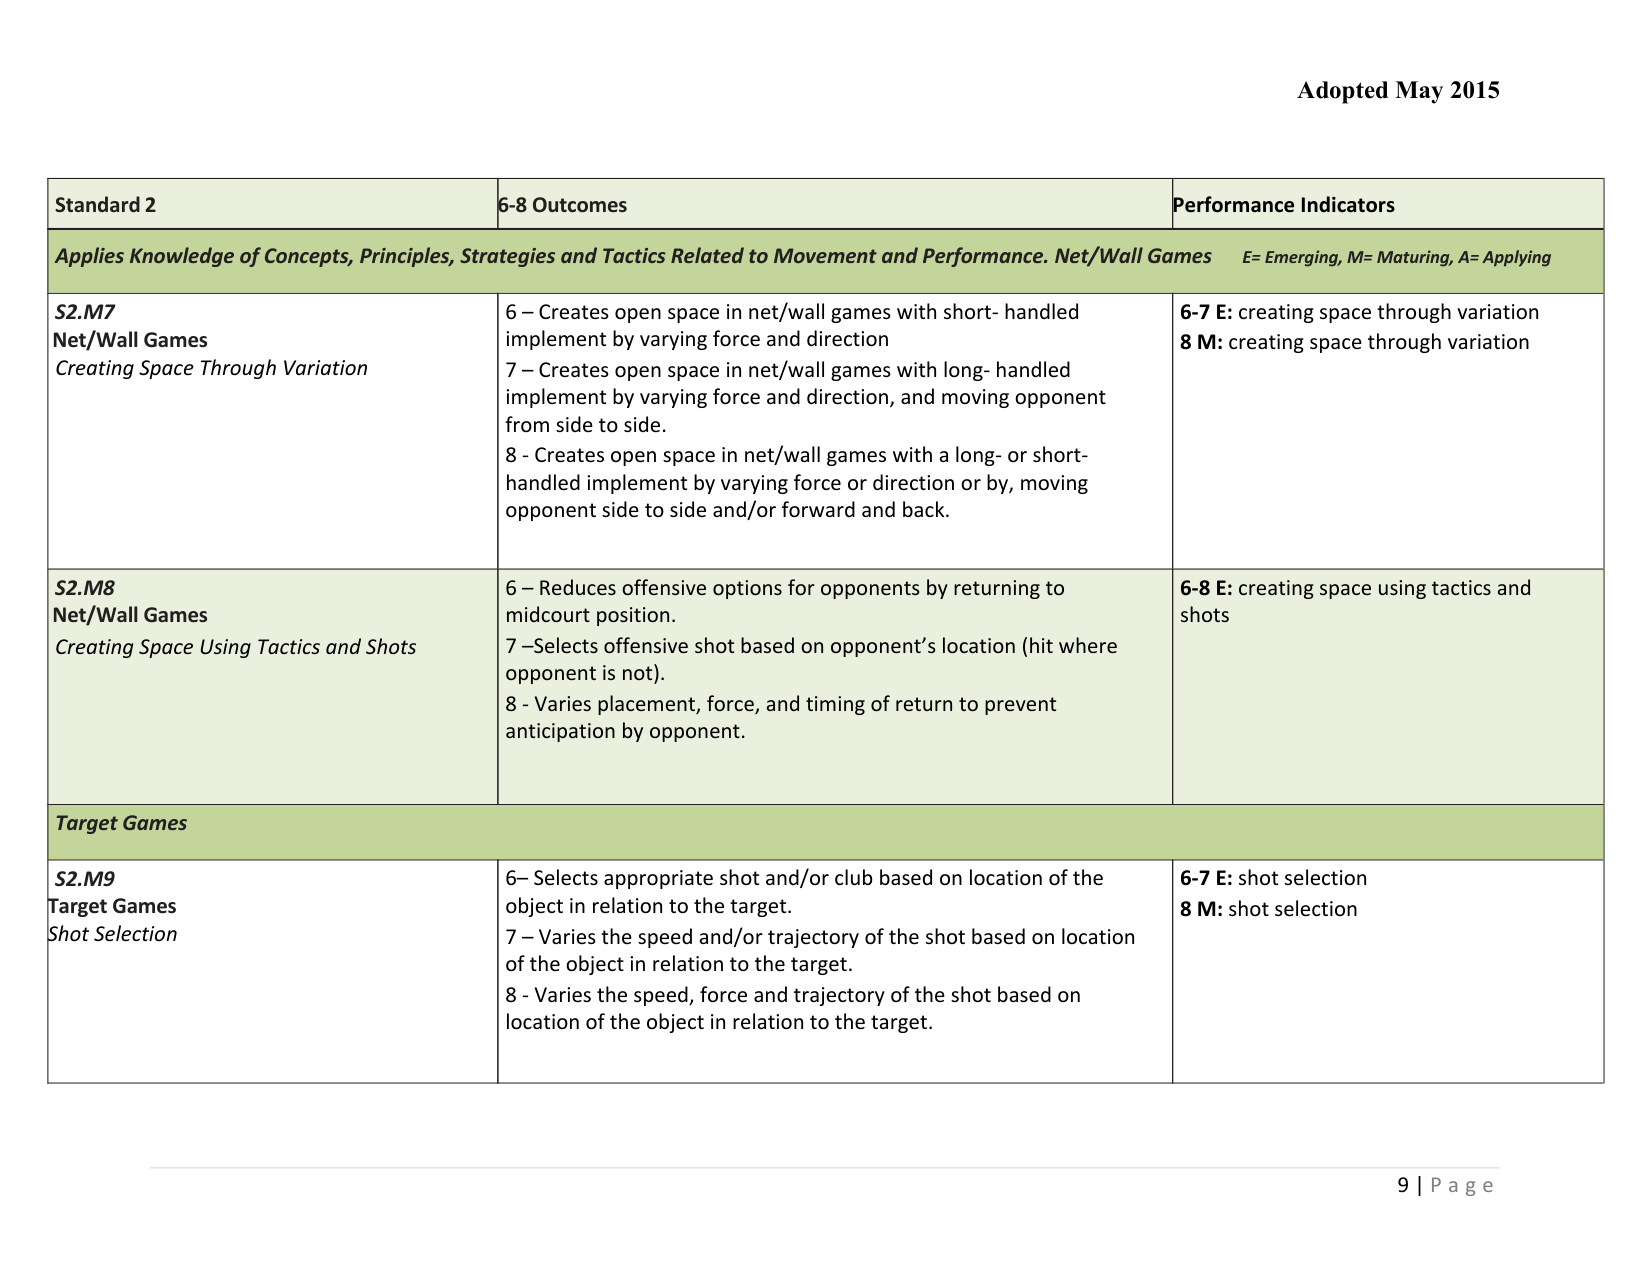 Adopted May 2015
Standard 2
6-8 Outcomes
Performance Indicators
Applies Knowledge of Concepts, Principles, Strategies and Tactics Related to Movement and Performance. Net/Wall Games E= Emerging, M= Maturing, A= Applying
S2.M7
Net/Wall Games
Creating Space Through Variation
6 – Creates open space in net/wall games with short- handled
implement by varying force and direction
7 – Creates open space in net/wall games with long- handled
implement by varying force and direction, and moving opponent
from side to side.
8 - Creates open space in net/wall games with a long- or short-
handled implement by varying force or direction or by, moving
opponent side to side and/or forward and back.
6-7 E: creating space through variation
8 M: creating space through variation
S2.M8
Net/Wall Games
Creating Space Using Tactics and Shots
6 – Reduces offensive options for opponents by returning to
midcourt position.
7 –Selects offensive shot based on opponent’s location (hit where
opponent is not).
8 - Varies placement, force, and timing of return to prevent
anticipation by opponent.
6-8 E: creating space using tactics and
shots
Target Games
S2.M9
Target Games
Shot Selection
6– Selects appropriate shot and/or club based on location of the
object in relation to the target.
7 – Varies the speed and/or trajectory of the shot based on location
of the object in relation to the target.
8 - Varies the speed, force and trajectory of the shot based on
location of the object in relation to the target.
6-7 E: shot selection
8 M: shot selection
9 | Page